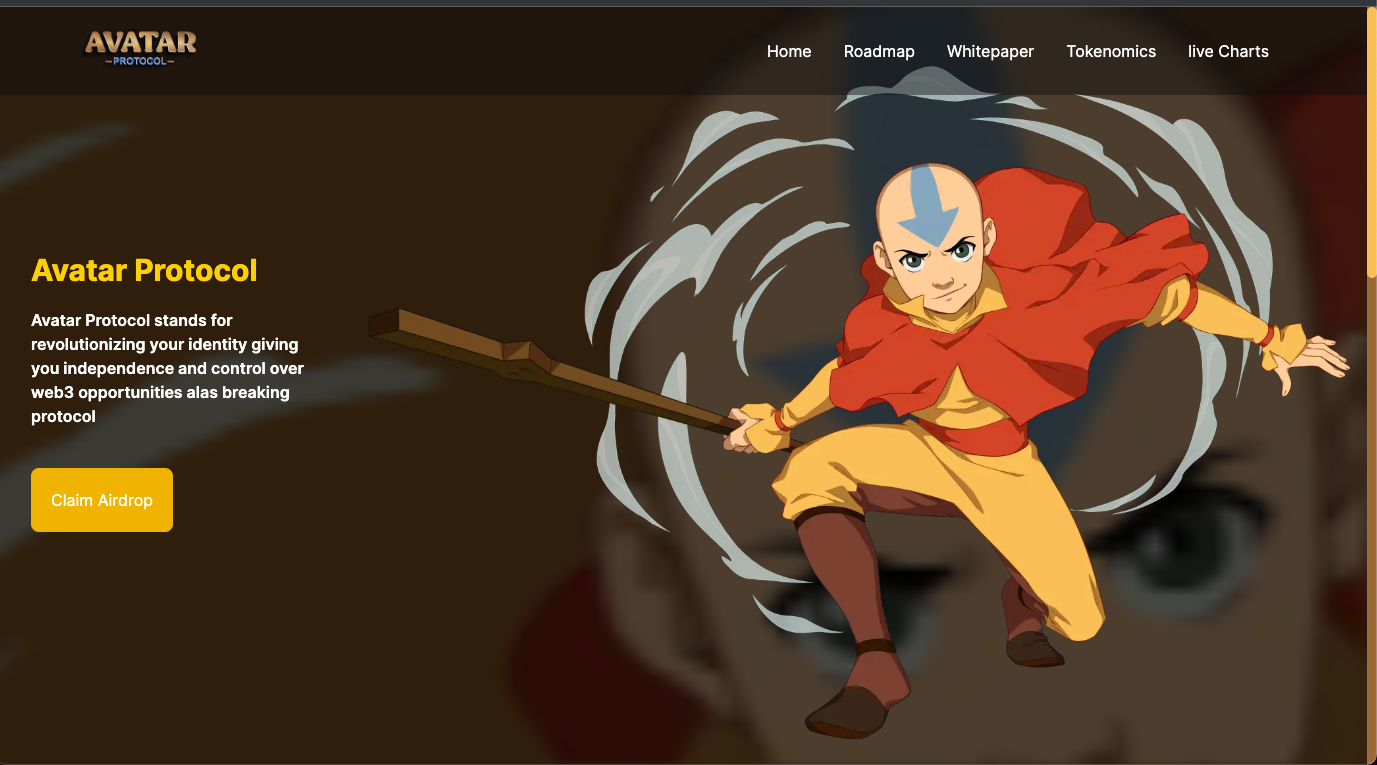 AVATAR
PROTOCOL
Home Roadmap Whitepaper Tokenomics live Charts
Avatar Protocol
Avatar Protocol stands for
revolutionizing your identity giving
you independence and control over
web3 opportunities alas breaking
protocol
Claim Airdrop